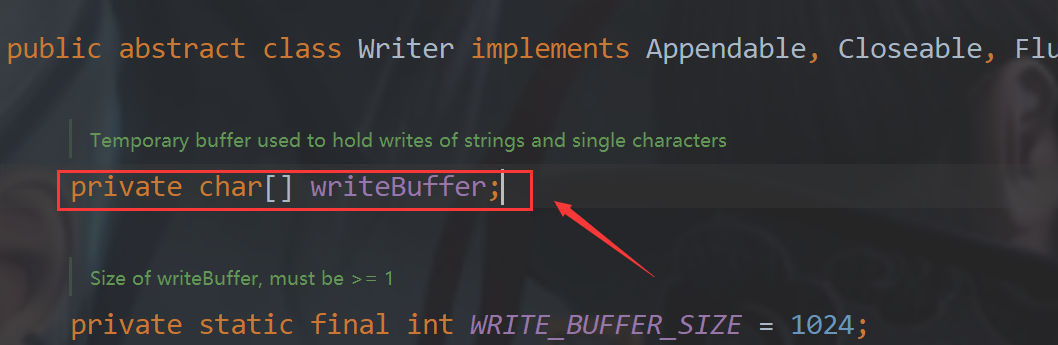 public abstract class Writer implements Appendable, Closeable, Flu
Temporary buffer used to hold writes of strings and single characters
private char[] writeBuffer;
Size of writeBuffer, must be >= 1
private static final int WRITE_BUFFER_SIZE = 1024;